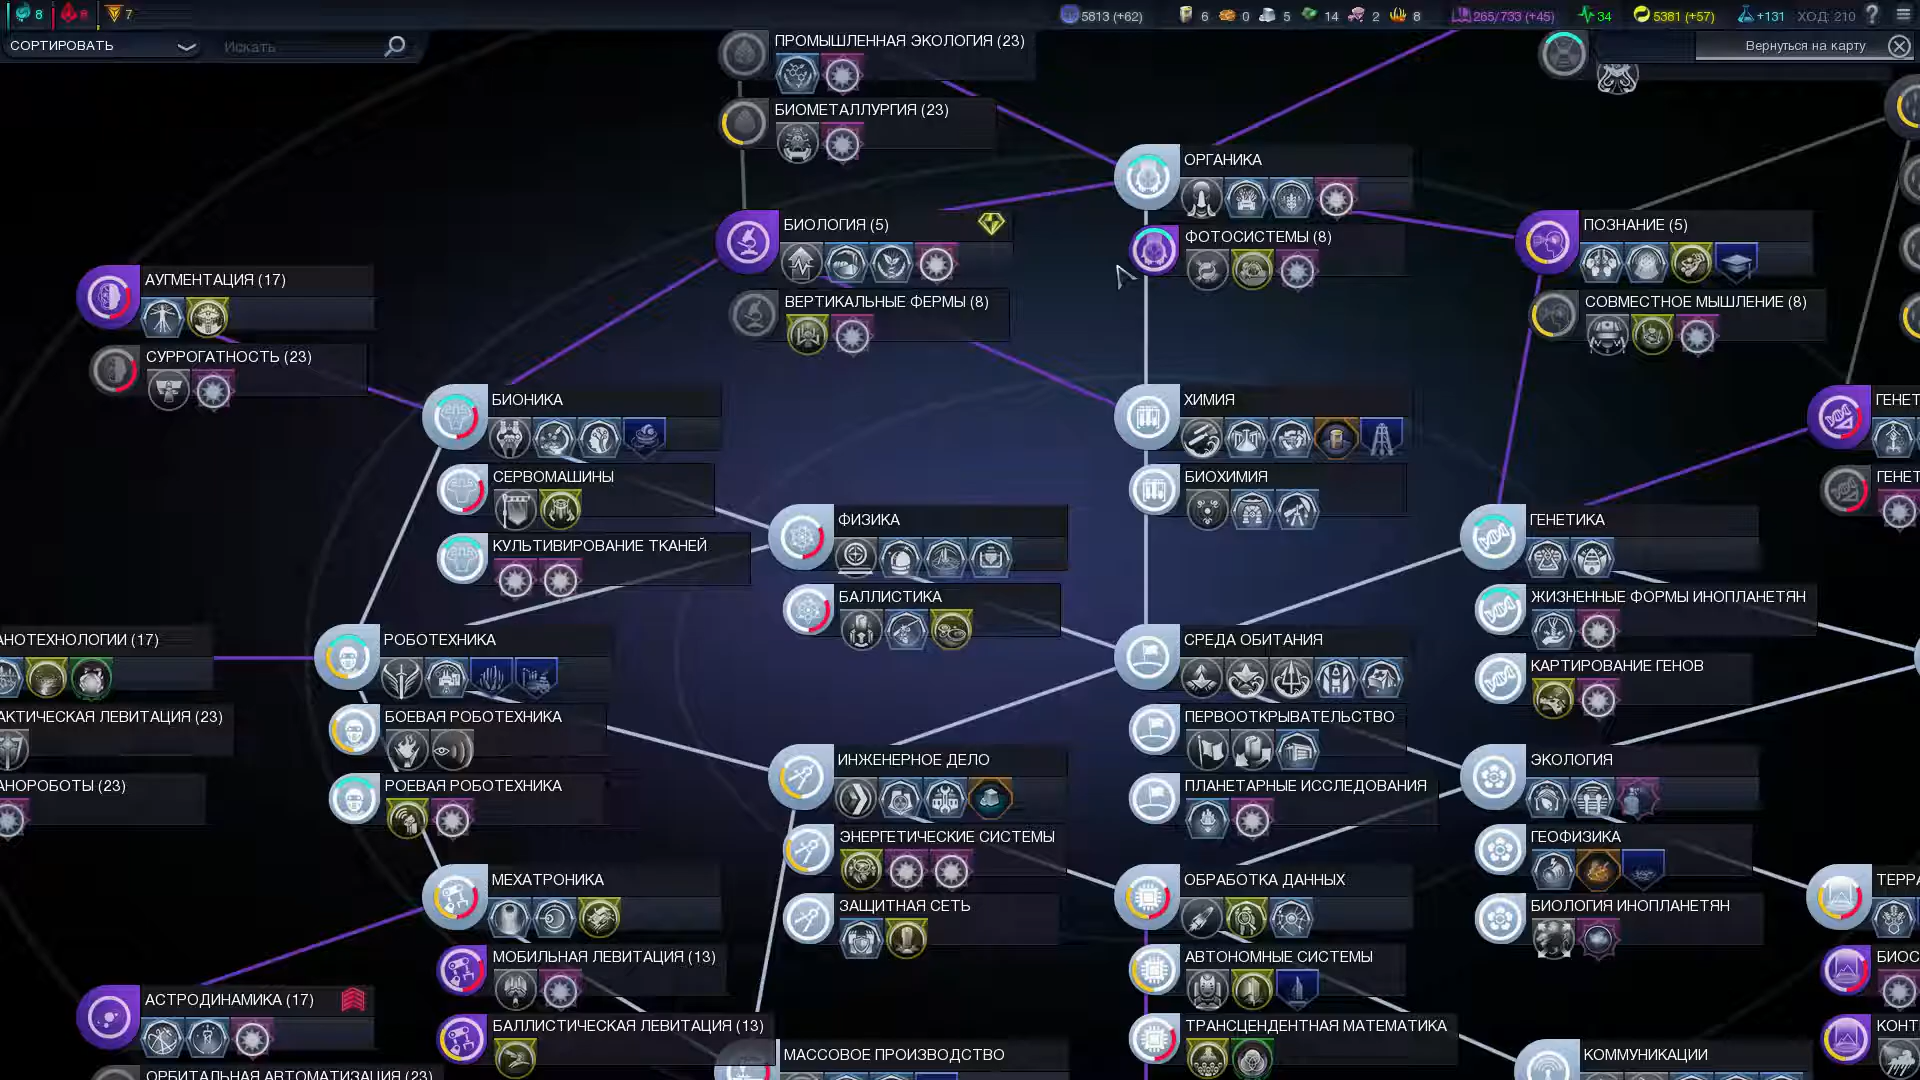 8 8 7 5813 (+62) 6 0 5 14 2 8 265/733 (+45) 34 5381 (+57) +131 ХОД: 210 ?
СОРТИРОВАТЬ
Искать
Вернуться на карту
ПРОМЫШЛЕННАЯ ЭКОЛОГИЯ (23)
БИОМЕТАЛЛУРГИЯ (23)
ОРГАНИКА
ФОТОСИСТЕМЫ (8)
БИОЛОГИЯ (5)
ВЕРТИКАЛЬНЫЕ ФЕРМЫ (8)
ПОЗНАНИЕ (5)
СОВМЕСТНОЕ МЫШЛЕНИЕ (8)
АУГМЕНТАЦИЯ (17)
СУРРОГАТНОСТЬ (23)
БИОНИКА
СЕРВОМАШИНЫ
КУЛЬТИВИРОВАНИЕ ТКАНЕЙ
ХИМИЯ
БИОХИМИЯ
ГЕНЕТ
ГЕНЕТ
ФИЗИКА
БАЛЛИСТИКА
ГЕНЕТИКА
ЖИЗНЕННЫЕ ФОРМЫ ИНОПЛАНЕТЯН
КАРТИРОВАНИЕ ГЕНОВ
АНОТЕХНОЛОГИИ (17)
АКТИЧЕСКАЯ ЛЕВИТАЦИЯ (23)
АНОРОБОТЫ (23)
РОБОТЕХНИКА
БОЕВАЯ РОБОТЕХНИКА
РОЕВАЯ РОБОТЕХНИКА
СРЕДА ОБИТАНИЯ
ПЕРВООТКРЫВАТЕЛЬСТВО
ПЛАНЕТАРНЫЕ ИССЛЕДОВАНИЯ
ИНЖЕНЕРНОЕ ДЕЛО
ЭНЕРГЕТИЧЕСКИЕ СИСТЕМЫ
ЗАЩИТНАЯ СЕТЬ
ЭКОЛОГИЯ
ГЕОФИЗИКА
БИОЛОГИЯ ИНОПЛАНЕТЯН
МЕХАТРОНИКА
МОБИЛЬНАЯ ЛЕВИТАЦИЯ (13)
БАЛЛИСТИЧЕСКАЯ ЛЕВИТАЦИЯ (13)
ОБРАБОТКА ДАННЫХ
АВТОНОМНЫЕ СИСТЕМЫ
ТРАНСЦЕНДЕНТНАЯ МАТЕМАТИКА
ТЕРРА
БИОС
КОНТ
АСТРОДИНАМИКА (17)
ОРБИТАЛЬНАЯ АВТОМАТИЗАЦИЯ (23)
МАССОВОЕ ПРОИЗВОДСТВО
КОММУНИКАЦИИ